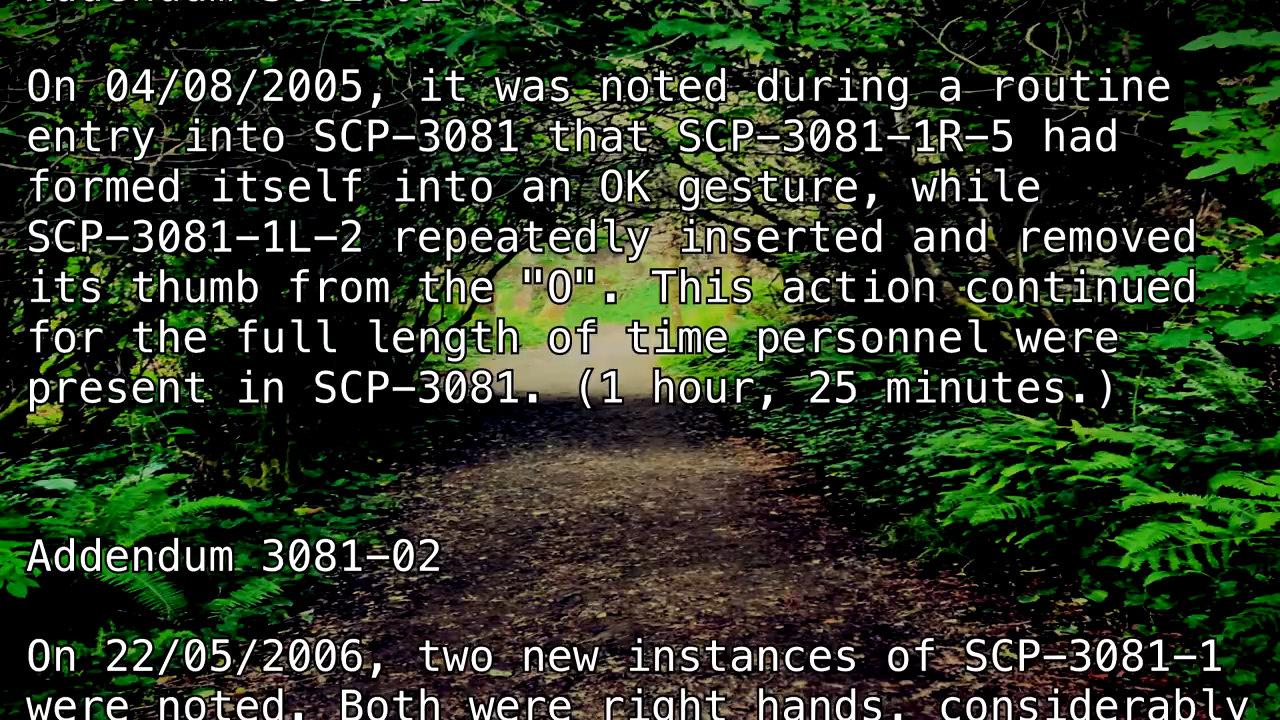 Addendum 3081-01
On 04/08/2005, it was noted during a routine
entry into SCP-3081 that SCP-3081-1R-5 had
formed itself into an OK gesture, while
SCP-3081-1L-2 repeatedly inserted and removed
its thumb from the "O". This action continued
for the full length of time personnel were
present in SCP-3081. (1 hour, 25 minutes.)
Addendum 3081-02
On 22/05/2006, two new instances of SCP-3081-1
were noted. Both were right hands, considerably